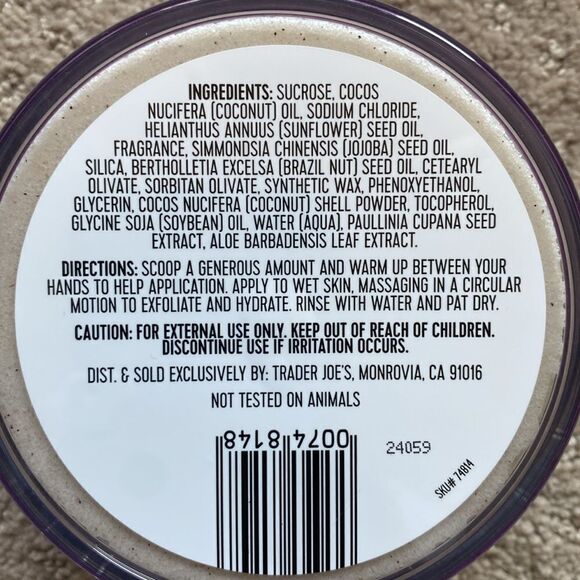 INGREDIENTS: SUCROSE, COCOS
NUCIFERA (COCONUT) OIL, SODIUM CHLORIDE,
HELIANTHUS ANNUUS (SUNFLOWER) SEED OIL,
FRAGRANCE, SIMMONDSIA CHINENSIS (JOJOBA) SEED OIL,
SILICA, BERTHOLLETIA EXCELSA (BRAZIL NUT) SEED OIL, CETEARYL
OLIVATE, SORBITAN OLIVATE, SYNTHETIC WAX, PHENOXYETHANOL,
GLYCERIN, COCOS NUCIFERA (COCONUT) SHELL POWDER, TOCOPHEROL,
GLYCINE SOJA (SOYBEAN) OIL, WATER (AQUA), PAULLINIA CUPANA SEED
EXTRACT, ALOE BARBADENSIS LEAF EXTRACT.
DIRECTIONS: SCOOP A GENEROUS AMOUNT AND WARM UP BETWEEN YOUR
HANDS TO HELP APPLICATION. APPLY TO WET SKIN, MASSAGING IN A CIRCULAR
MOTION TO EXFOLIATE AND HYDRATE. RINSE WITH WATER AND PAT DRY.
CAUTION: FOR EXTERNAL USE ONLY. KEEP OUT OF REACH OF CHILDREN.
DISCONTINUE USE IF IRRITATION OCCURS.
DIST. & SOLD EXCLUSIVELY BY: TRADER JOE'S, MONROVIA, CA 91016
NOT TESTED ON ANIMALS
0074 8148
24059
SKU# 74814